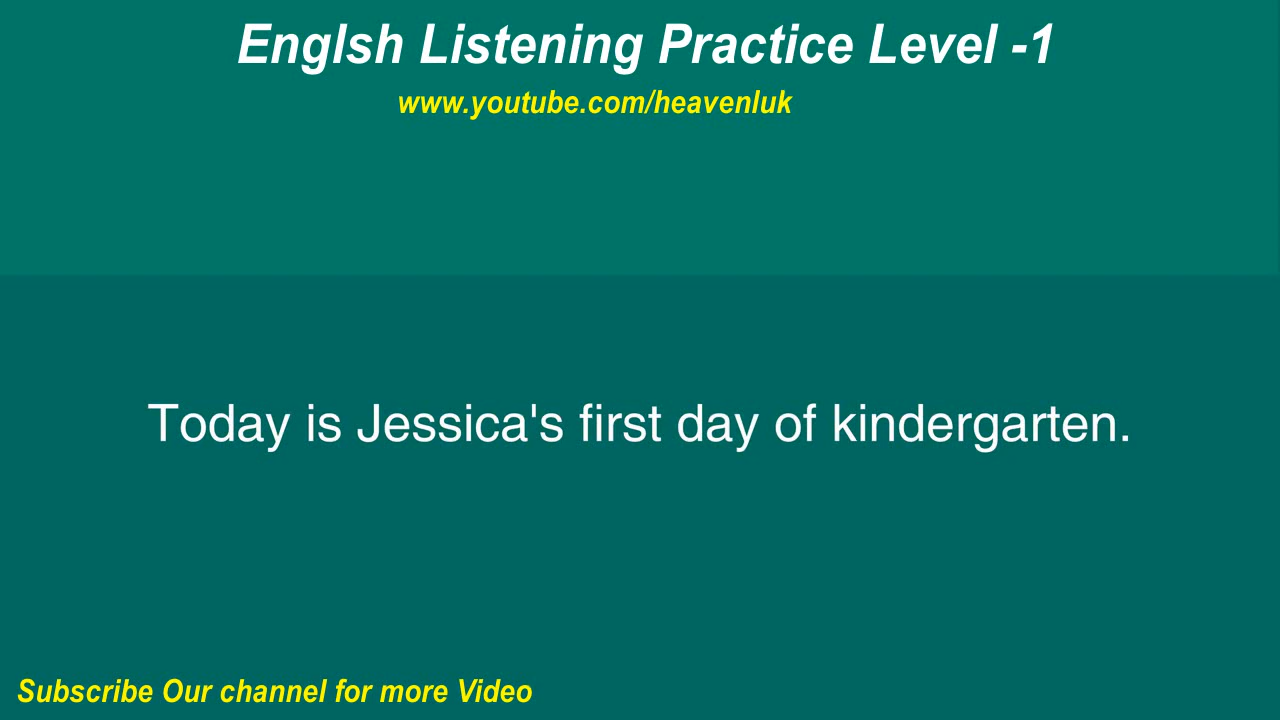 Englsh Listening Practice Level -1
www.youtube.com/heavenluk
Today is Jessica's first day of kindergarten.
Subscribe Our channel for more Video